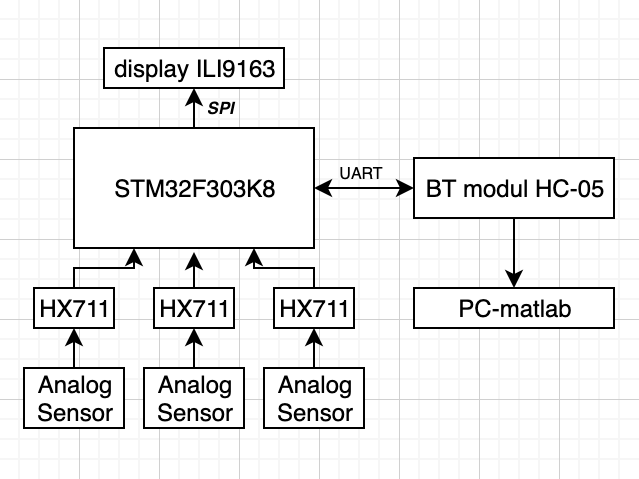 display ILI9163
SPI
STM32F303K8
UART
BT modul HC-05
HX711
HX711
HX711
PC-matlab
Analog
Sensor
Analog
Sensor
Analog
Sensor